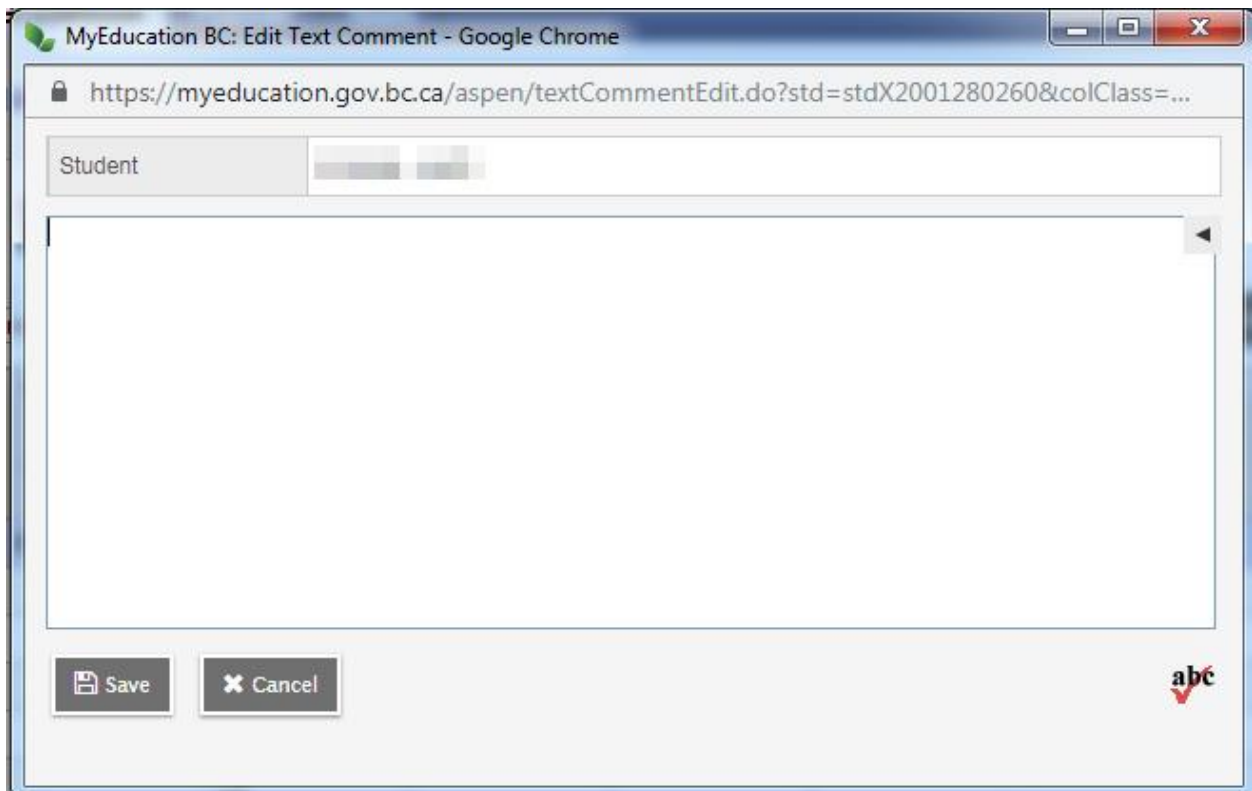 MyEducation BC: Edit Text Comment - Google Chrome
https://myeducation.gov.bc.ca/aspen/textCommentEdit.do?std=stdX2001280260&colClass=...
Student
Save
Cancel
abc